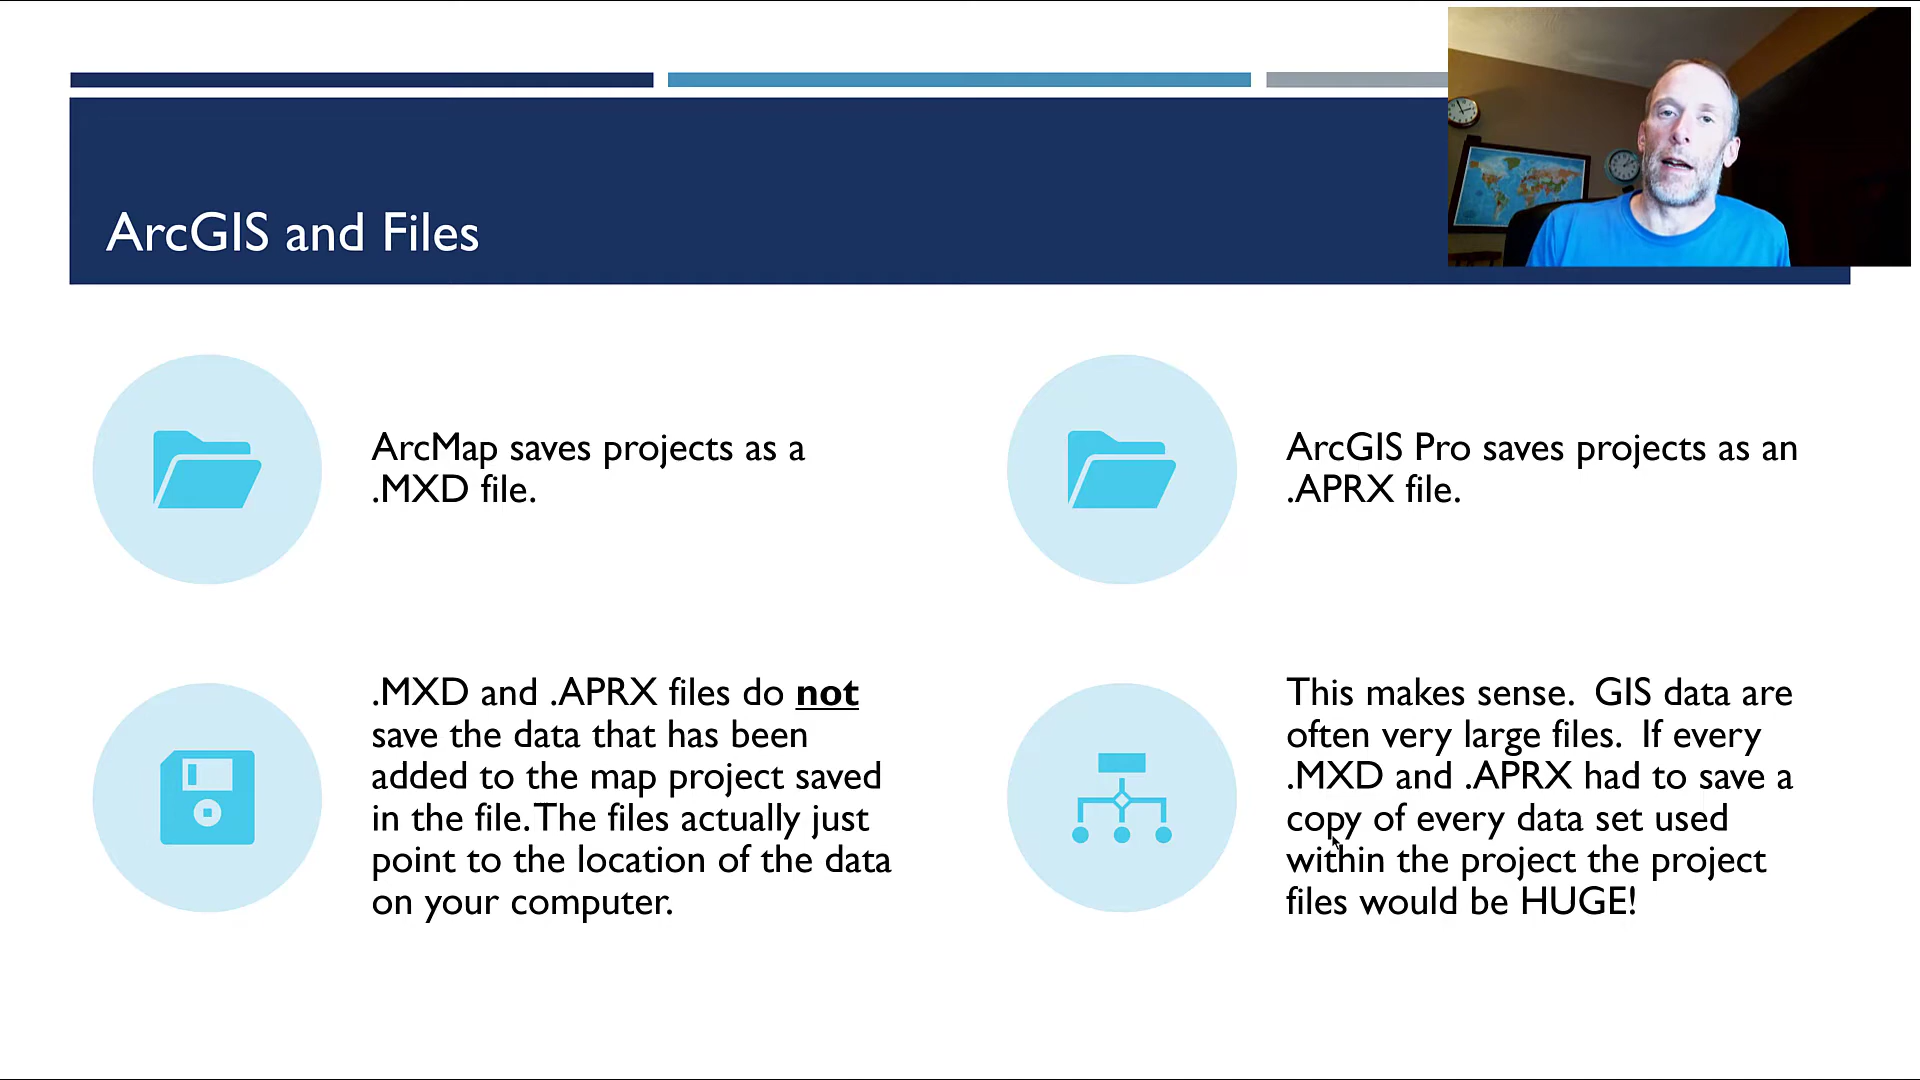 ArcGIS and Files
ArcMap saves projects as a
.MXD file.
ArcGIS Pro saves projects as an
.APRX file.
.MXD and .APRX files do not
save the data that has been
added to the map project saved
in the file. The files actually just
point to the location of the data
on your computer.
This makes sense.  GIS data are
often very large files.  If every
.MXD and .APRX had to save a
copy of every data set used
within the project the project
files would be HUGE!